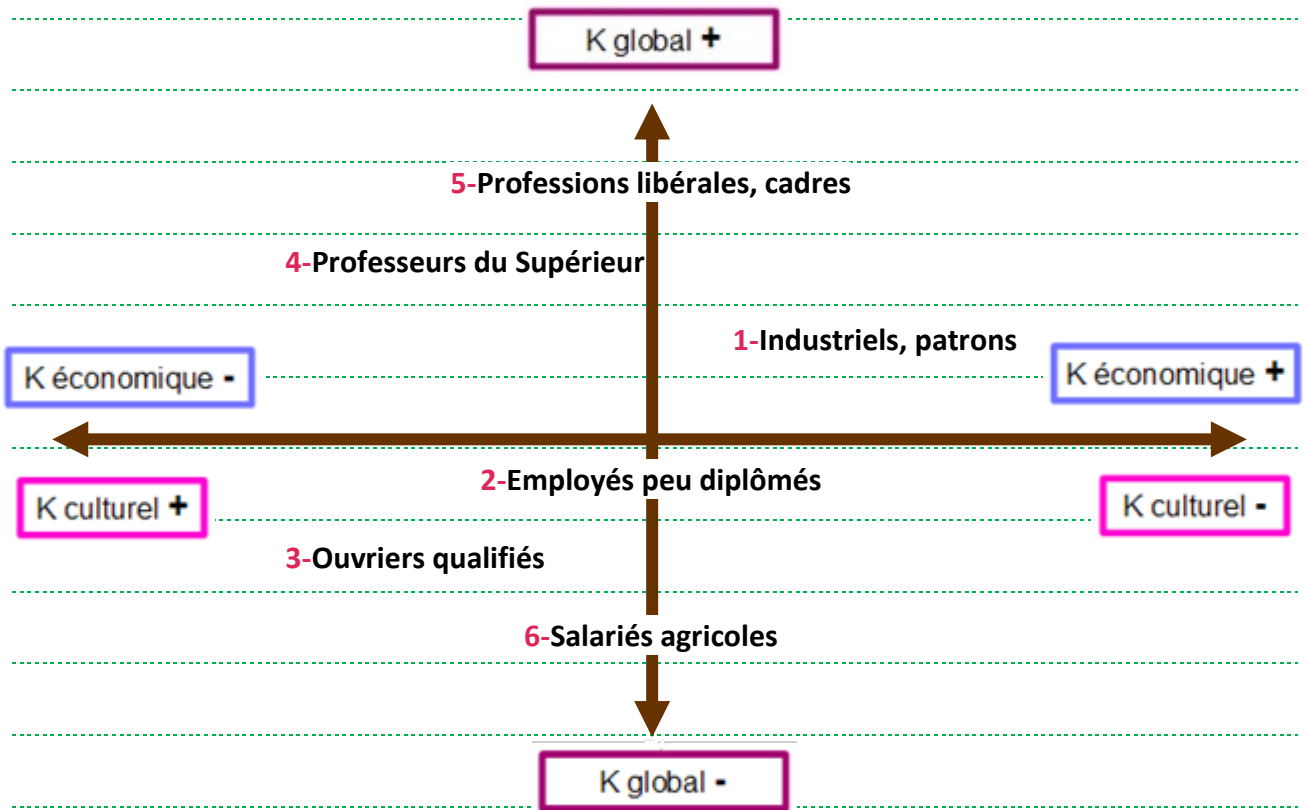 K global +
5-Professions libérales, cadres
4-Professeurs du Supérieur
1-Industriels, patrons
K économique -
K économique +
2-Employés peu diplômés
K culturel +
K culturel -
3-Ouvriers qualifiés
6-Salariés agricoles
K global -